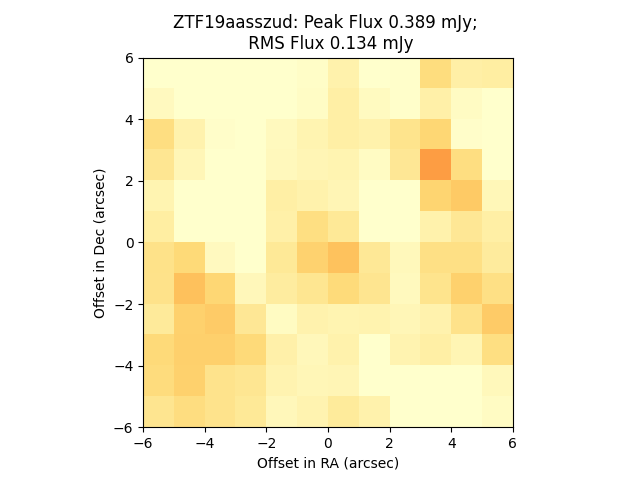 ZTF19aasszud: Peak Flux 0.389 mJy;
RMS Flux 0.134 mJy
6
4
2
0
−2
−4
−6
Offset in Dec (arcsec)
−6 −4 −2 0 2 4 6
Offset in RA (arcsec)